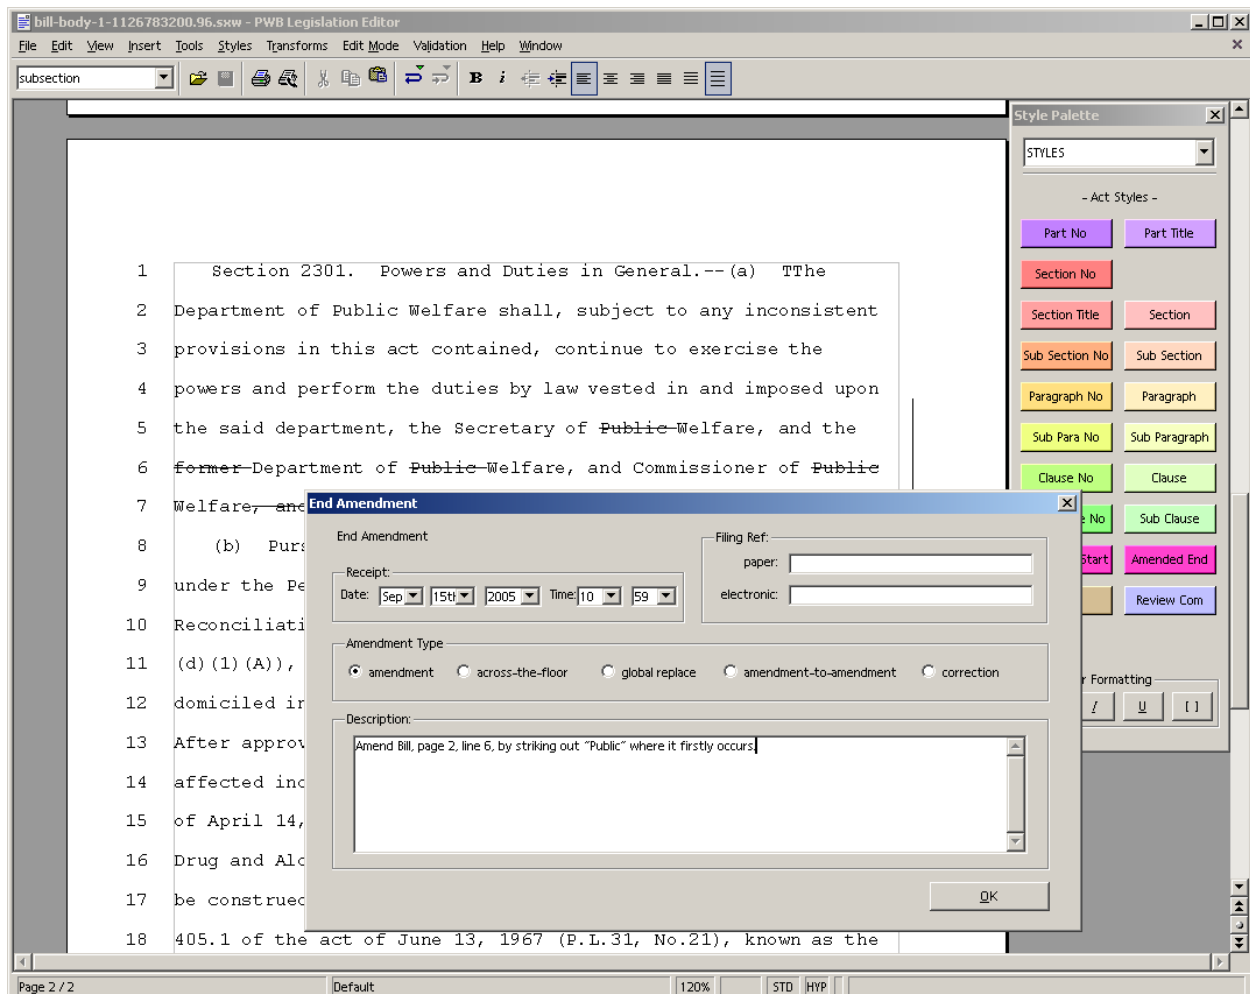 bill-body-1-1126783200.96.sxw - PWB Legislation Editor
File Edit View Insert Tools Styles Transforms Edit Mode Validation Help Window
subsection B i
Style Palette
STYLES
- Act Styles -
Part No Part Title
Section No
Section Title Section
Sub Section No Sub Section
Paragraph No Paragraph
Sub Para No Sub Paragraph
Clause No Clause
No Sub Clause
Start Amended End
Review Com
r Formatting
I U [ ]
1 Section 2301. Powers and Duties in General.--(a) TThe
2 Department of Public Welfare shall, subject to any inconsistent
3 provisions in this act contained, continue to exercise the
4 powers and perform the duties by law vested in and imposed upon
5 the said department, the Secretary of Public Welfare, and the
6 former Department of Public Welfare, and Commissioner of Public
7 Welfare, and
8 (b) Purs
9 under the Pe
10 Reconciliati
11 (d)(1)(A)),
12 domiciled in
13 After approv
14 affected inc
15 of April 14,
16 Drug and Alc
17 be construed
18 405.1 of the act of June 13, 1967 (P.L.31, No.21), known as the
End Amendment
End Amendment
Receipt:
Date: Sep 15th 2005 Time: 10 59
Filing Ref:
paper:
electronic:
Amendment Type
amendment across-the-floor global replace amendment-to-amendment correction
Description:
Amend Bill, page 2, line 6, by striking out "Public" where it firstly occurs.
OK
Page 2 / 2 Default 120% STD HYP